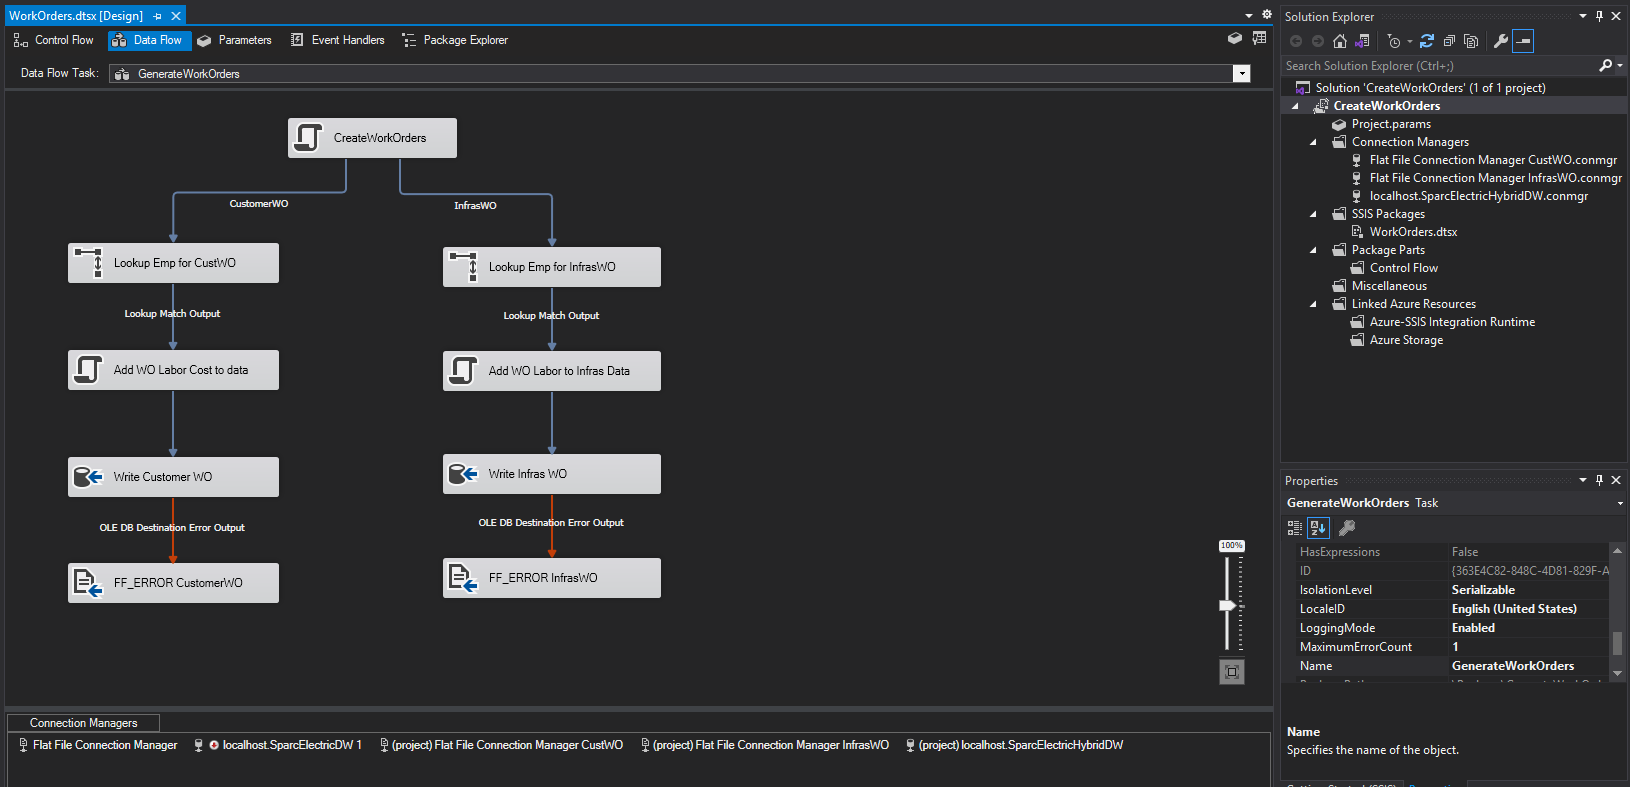 WorkOrders.dtsx [Design]
Control Flow
Data Flow
Parameters
Event Handlers
Package Explorer
Data Flow Task:
GenerateWorkOrders
CreateWorkOrders
CustomerWO
InfrasWO
Lookup Emp for CustWO
Lookup Emp for InfrasWO
Lookup Match Output
Lookup Match Output
Add WO Labor Cost to data
Add WO Labor to Infras Data
Write Customer WO
Write Infras WO
OLE DB Destination Error Output
OLE DB Destination Error Output
FF_ERROR CustomerWO
FF_ERROR InfrasWO
100%
Connection Managers
Flat File Connection Manager
localhost.SparcElectricDW 1
(project) Flat File Connection Manager CustWO
(project) Flat File Connection Manager InfrasWO
(project) localhost.SparcElectricHybridDW
Solution Explorer
Search Solution Explorer (Ctrl+;)
Solution 'CreateWorkOrders' (1 of 1 project)
CreateWorkOrders
Project.params
Connection Managers
Flat File Connection Manager CustWO.conmgr
Flat File Connection Manager InfrasWO.conmgr
localhost.SparcElectricHybridDW.conmgr
SSIS Packages
WorkOrders.dtsx
Package Parts
Control Flow
Miscellaneous
Linked Azure Resources
Azure-SSIS Integration Runtime
Azure Storage
Properties
GenerateWorkOrders Task
HasExpressions False
ID {363E4C82-848C-4D81-829F-A
IsolationLevel Serializable
LocaleID English (United States)
LoggingMode Enabled
MaximumErrorCount 1
Name GenerateWorkOrders
Name
Specifies the name of the object.